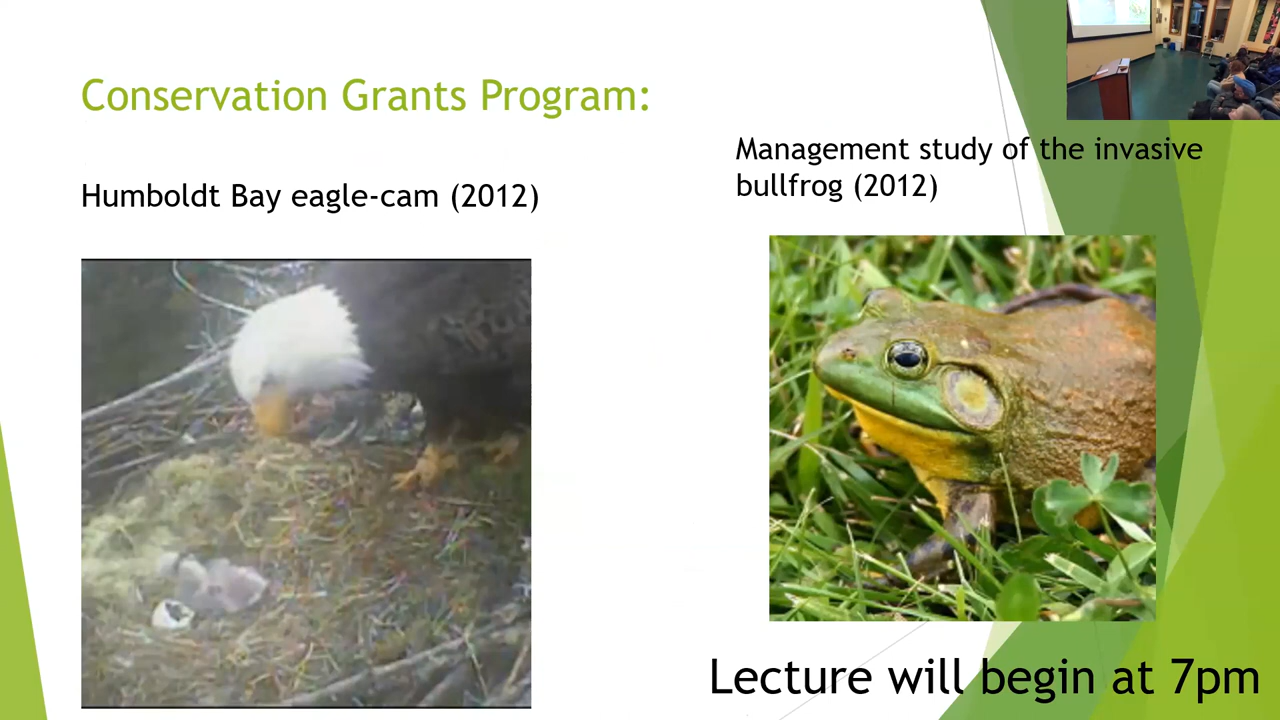 Conservation Grants Program:
Humboldt Bay eagle-cam (2012)
Management study of the invasive
bullfrog (2012)
Lecture will begin at 7pm